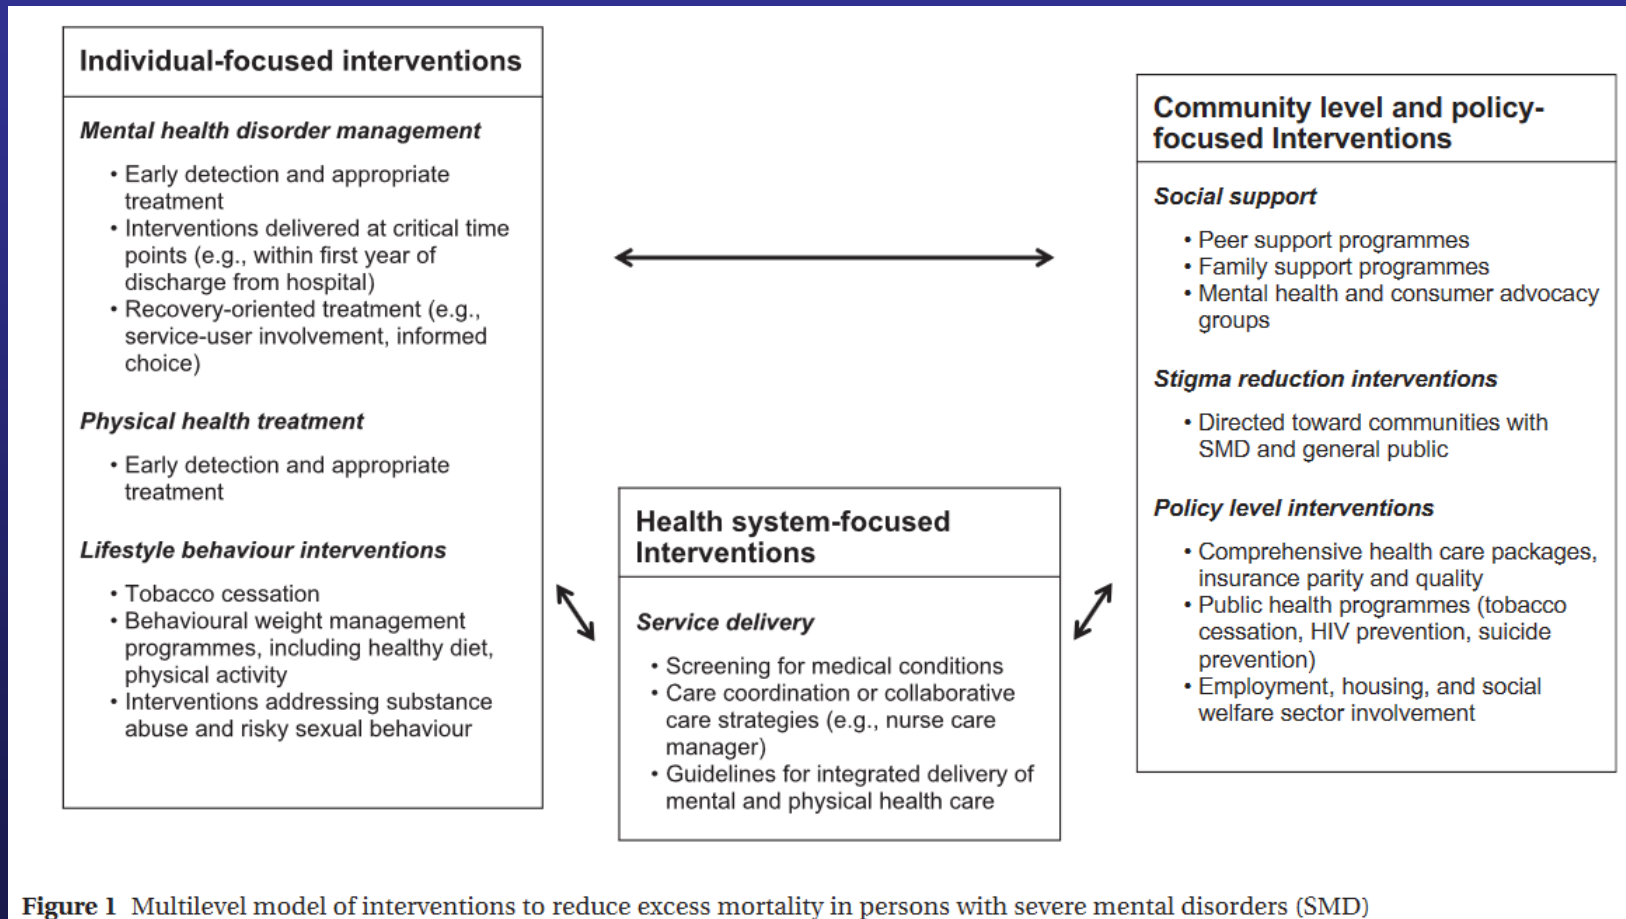 Individual-focused interventions
Mental health disorder management
• Early detection and appropriate
treatment
• Interventions delivered at critical time
points (e.g., within first year of
discharge from hospital)
• Recovery-oriented treatment (e.g.,
service-user involvement, informed
choice)
Physical health treatment
• Early detection and appropriate
treatment
Lifestyle behaviour interventions
• Tobacco cessation
• Behavioural weight management
programmes, including healthy diet,
physical activity
• Interventions addressing substance
abuse and risky sexual behaviour
Health system-focused
Interventions
Service delivery
• Screening for medical conditions
• Care coordination or collaborative
care strategies (e.g., nurse care
manager)
• Guidelines for integrated delivery of
mental and physical health care
Community level and policy-
focused Interventions
Social support
• Peer support programmes
• Family support programmes
• Mental health and consumer advocacy
groups
Stigma reduction interventions
• Directed toward communities with
SMD and general public
Policy level interventions
• Comprehensive health care packages,
insurance parity and quality
• Public health programmes (tobacco
cessation, HIV prevention, suicide
prevention)
• Employment, housing, and social
welfare sector involvement
Figure 1 Multilevel model of interventions to reduce excess mortality in persons with severe mental disorders (SMD)